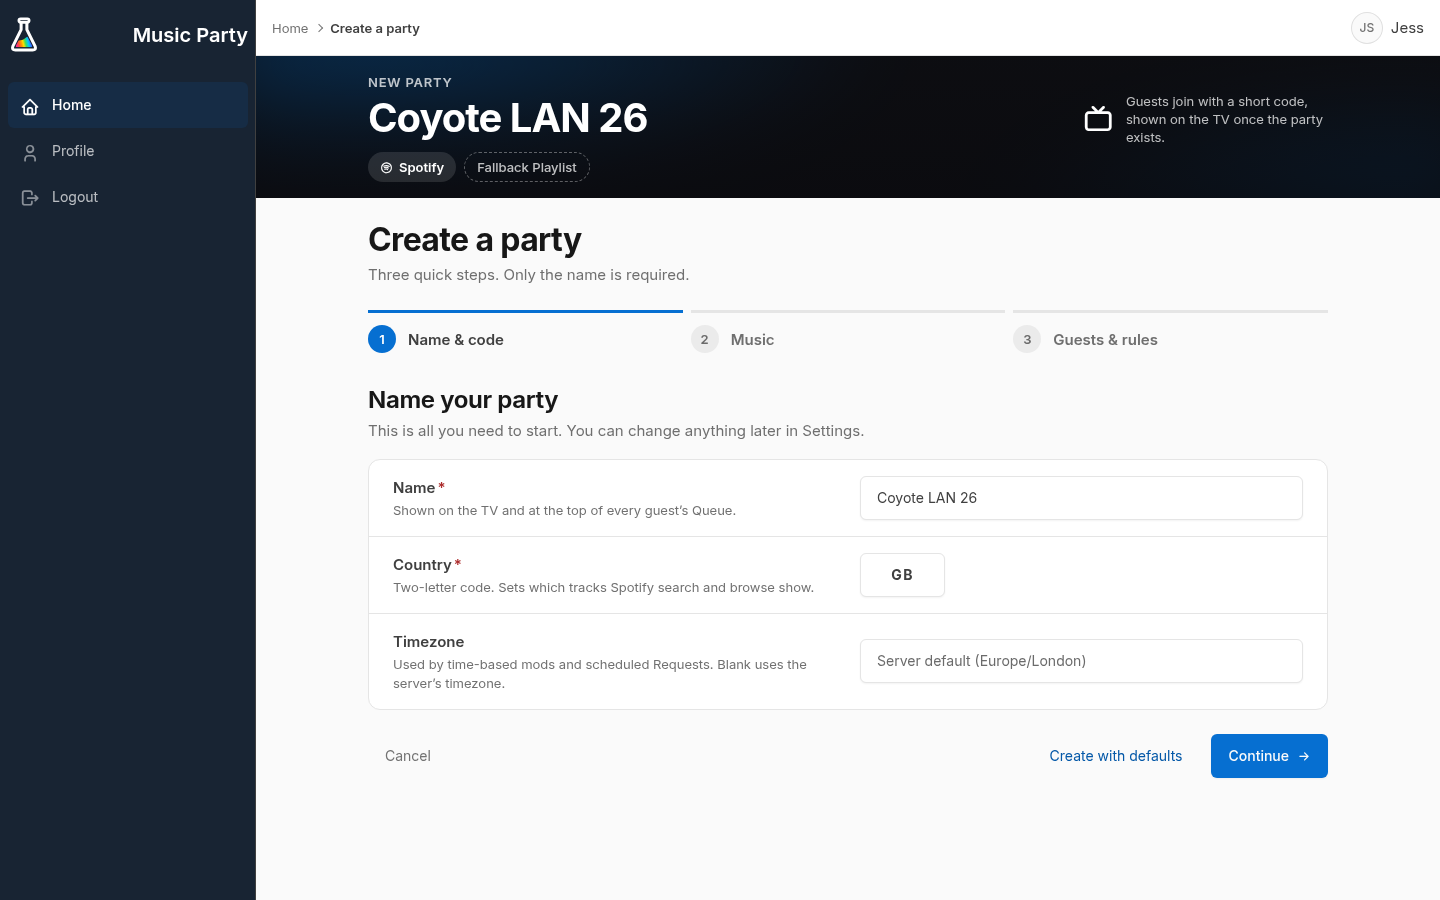 Music Party
Home
Profile
Logout
Home
Create a party
JS
Jess
NEW PARTY
Coyote LAN 26
Spotify
Fallback Playlist
Guests join with a short code,
shown on the TV once the party
exists.
Create a party
Three quick steps. Only the name is required.
1
Name & code
2
Music
3
Guests & rules
Name your party
This is all you need to start. You can change anything later in Settings.
Name*
Shown on the TV and at the top of every guest’s Queue.
Coyote LAN 26
Country*
Two-letter code. Sets which tracks Spotify search and browse show.
GB
Timezone
Used by time-based mods and scheduled Requests. Blank uses the
server’s timezone.
Server default (Europe/London)
Cancel
Create with defaults
Continue →